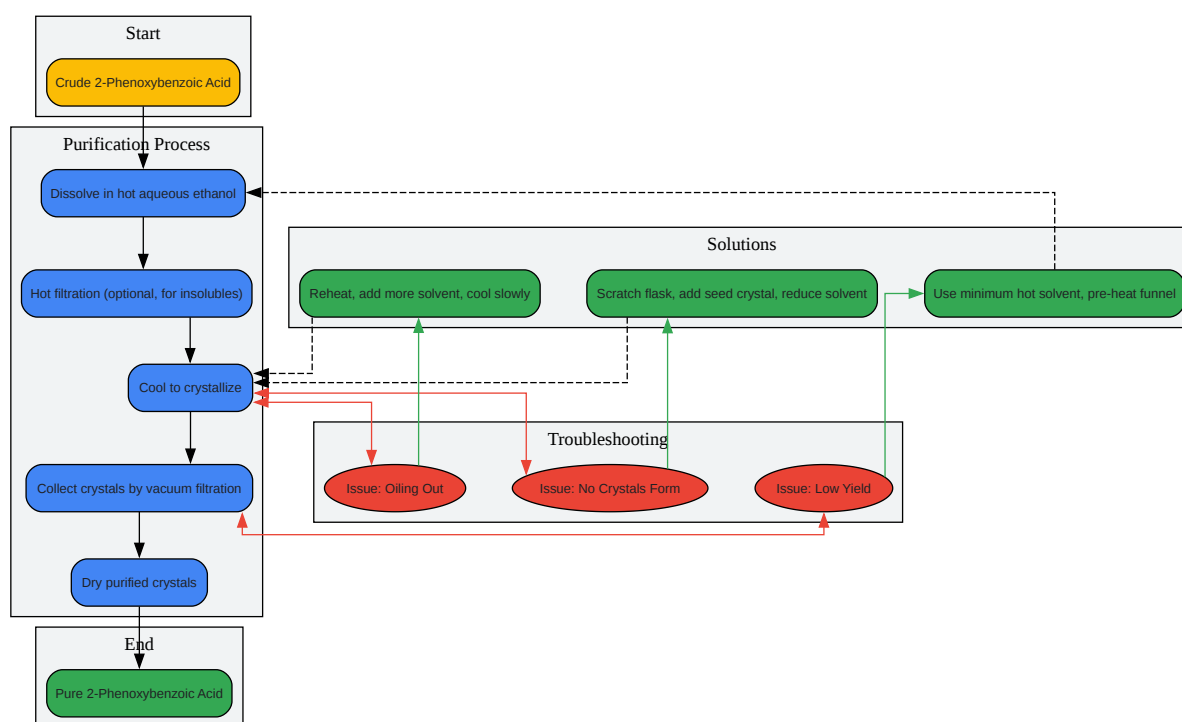 Start
Crude 2-Phenoxybenzoic Acid
Purification Process
Dissolve in hot aqueous ethanol
Hot filtration (optional, for insolubles)
Cool to crystallize
Collect crystals by vacuum filtration
Dry purified crystals
End
Pure 2-Phenoxybenzoic Acid
Solutions
Reheat, add more solvent, cool slowly
Scratch flask, add seed crystal, reduce solvent
Use minimum hot solvent, pre-heat funnel
Troubleshooting
Issue: Oiling Out
Issue: No Crystals Form
Issue: Low Yield